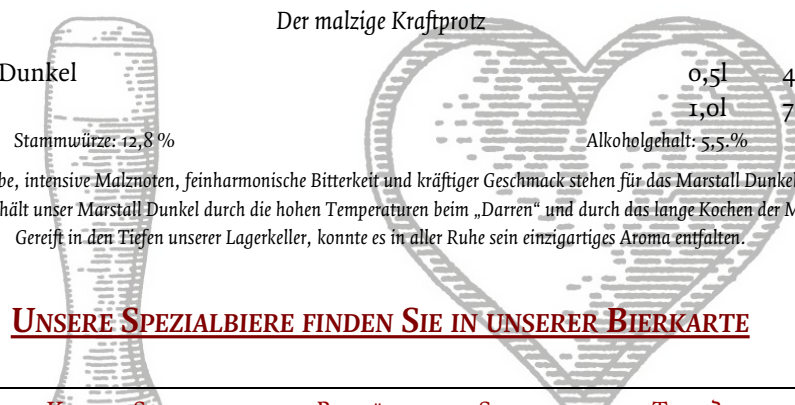 Der malzige Kraftprotz
Dunkel 0,5l 4
1,0l 7
Stammwürze: 12,8 % Alkoholgehalt: 5,5.%
intensive Malznoten, feinharmonische Bitterkeit und kräftiger Geschmack stehen für das Marstall Dunkel
unser Marstall Dunkel durch die hohen Temperaturen beim „Darren“ und durch das lange Kochen der
Gereift in den Tiefen unserer Lagerkeller, konnte es in aller Ruhe sein einzigartiges Aroma entfalten.
Unsere Spezialbiere finden Sie in unserer Bierkarte